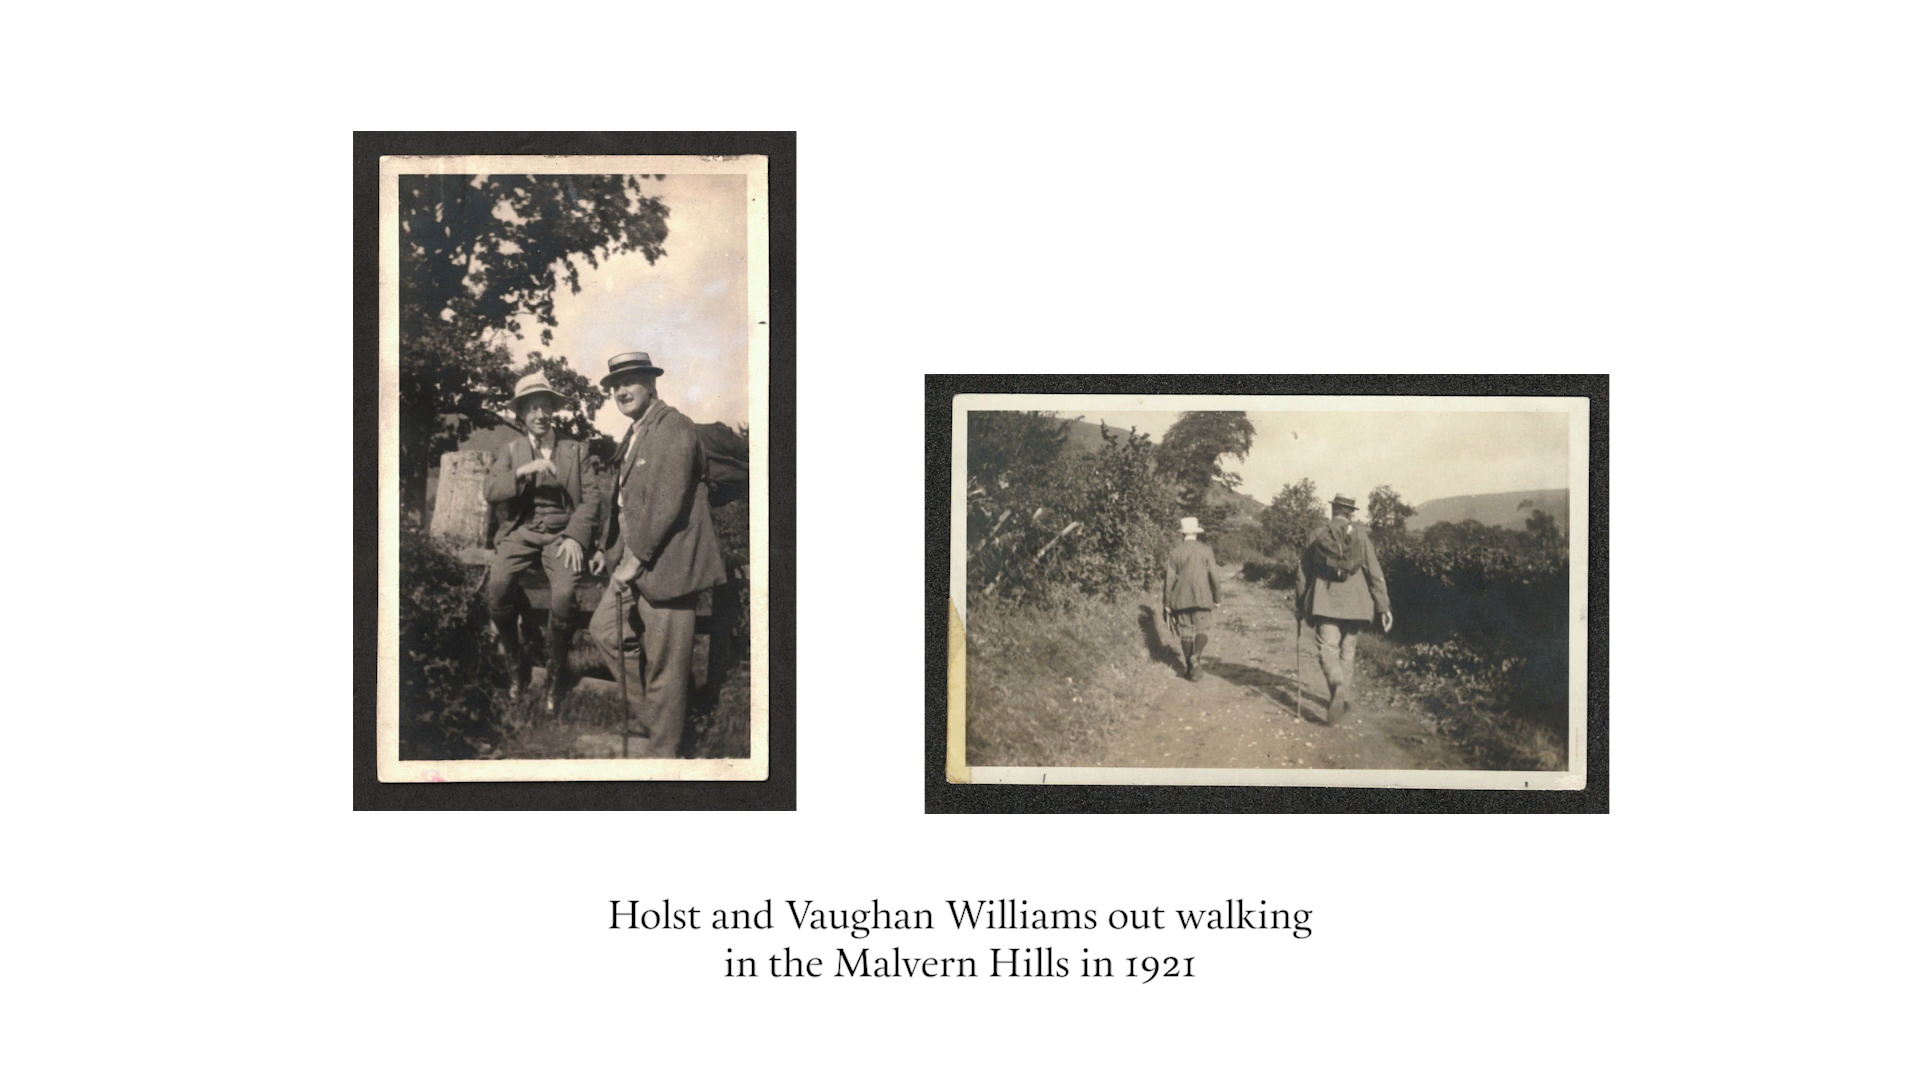 Holst and Vaughan Williams out walking
in the Malvern Hills in 1921